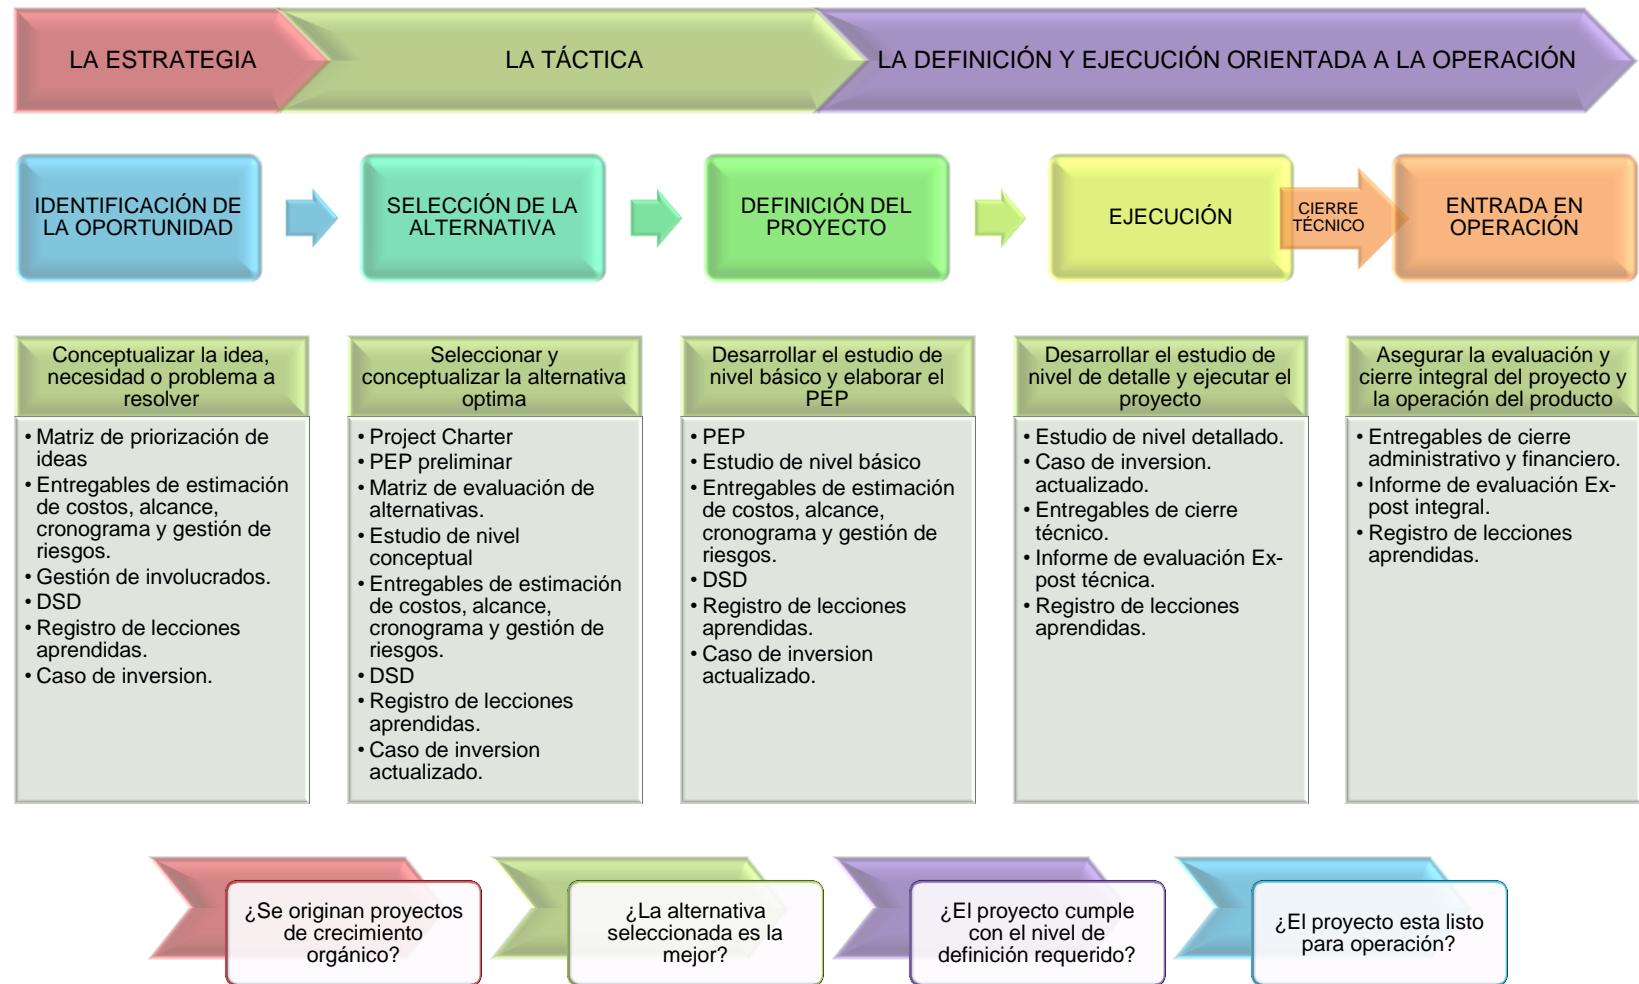 LA ESTRATEGIA
LA TÁCTICA
LA DEFINICIÓN Y EJECUCIÓN ORIENTADA A LA OPERACIÓN
IDENTIFICACIÓN DE
LA OPORTUNIDAD
SELECCIÓN DE LA
ALTERNATIVA
DEFINICIÓN DEL
PROYECTO
EJECUCIÓN
CIERRE
TÉCNICO
ENTRADA EN
OPERACIÓN
Conceptualizar la idea,
necesidad o problema a
resolver
• Matriz de priorización de
ideas
• Entregables de estimación
de costos, alcance,
cronograma y gestión de
riesgos.
• Gestión de involucrados.
• DSD
• Registro de lecciones
aprendidas.
• Caso de inversion.
Seleccionar y
conceptualizar la alternativa
optima
• Project Charter
• PEP preliminar
• Matriz de evaluación de
alternativas.
• Estudio de nivel
conceptual
• Entregables de estimación
de costos, alcance,
cronograma y gestión de
riesgos.
• DSD
• Registro de lecciones
aprendidas.
• Caso de inversion
actualizado.
Desarrollar el estudio de
nivel básico y elaborar el
PEP
• PEP
• Estudio de nivel básico
• Entregables de estimación
de costos, alcance,
cronograma y gestión de
riesgos.
• DSD
• Registro de lecciones
aprendidas.
• Caso de inversion
actualizado.
Desarrollar el estudio de
nivel de detalle y ejecutar el
proyecto
• Estudio de nivel detallado.
• Caso de inversion.
actualizado.
• Entregables de cierre
técnico.
• Informe de evaluación Ex-
post técnica.
• Registro de lecciones
aprendidas.
Asegurar la evaluación y
cierre integral del proyecto y
la operación del producto
• Entregables de cierre
administrativo y financiero.
• Informe de evaluación Ex-
post integral.
• Registro de lecciones
aprendidas.
¿Se originan proyectos
de crecimiento
orgánico?
¿La alternativa
seleccionada es la
mejor?
¿El proyecto cumple
con el nivel de
definición requerido?
¿El proyecto esta listo
para operación?